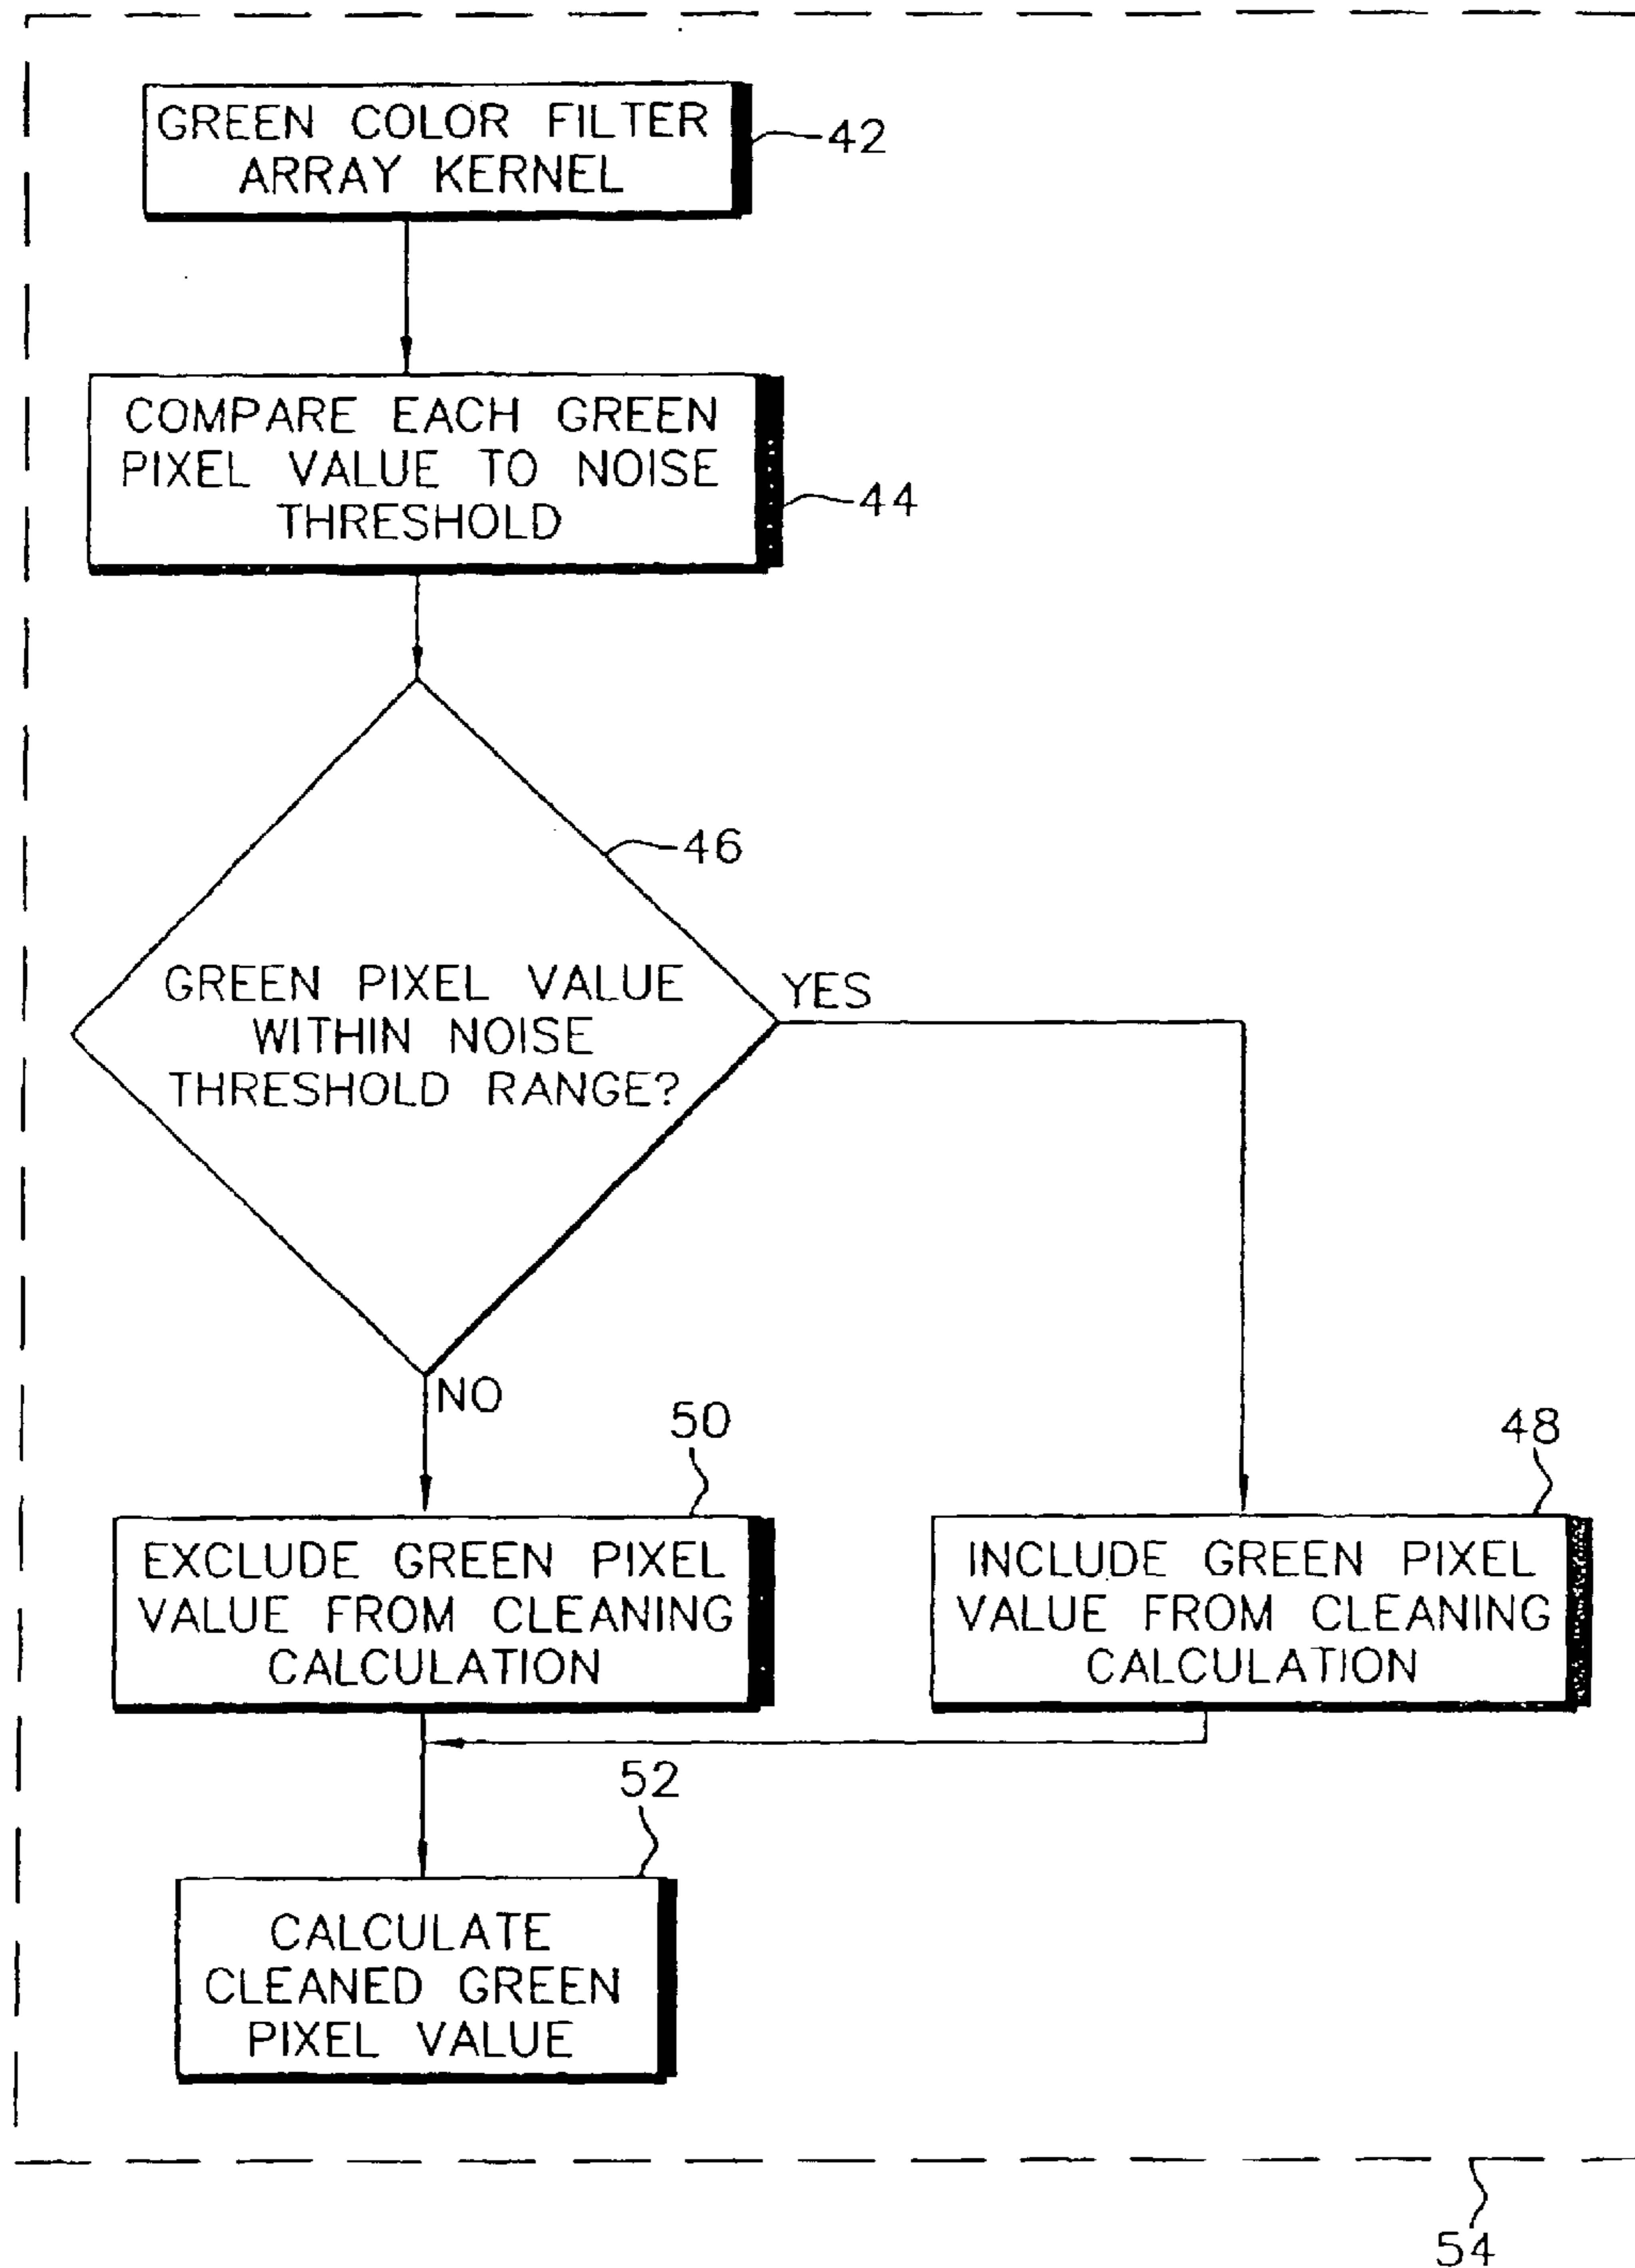 GREEN COLOR FILTER
ARRAY KERNEL
42
COMPARE EACH GREEN
PIXEL VALUE TO NOISE
THRESHOLD
44
46
GREEN PIXEL VALUE
WITHIN NOISE
THRESHOLD RANGE?
YES
NO
50
EXCLUDE GREEN PIXEL
VALUE FROM CLEANING
CALCULATION
48
INCLUDE GREEN PIXEL
VALUE FROM CLEANING
CALCULATION
52
CALCULATE
CLEANED GREEN
PIXEL VALUE
54